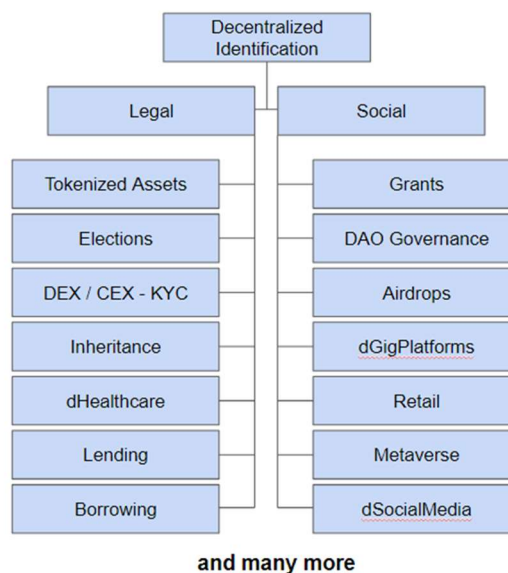 Decentralized
Identification
Legal
Social
Tokenized Assets
Grants
Elections
DAO Governance
DEX / CEX - KYC
Airdrops
Inheritance
dGigPlatforms
dHealthcare
Retail
Lending
Metaverse
Borrowing
dSocialMedia
and many more